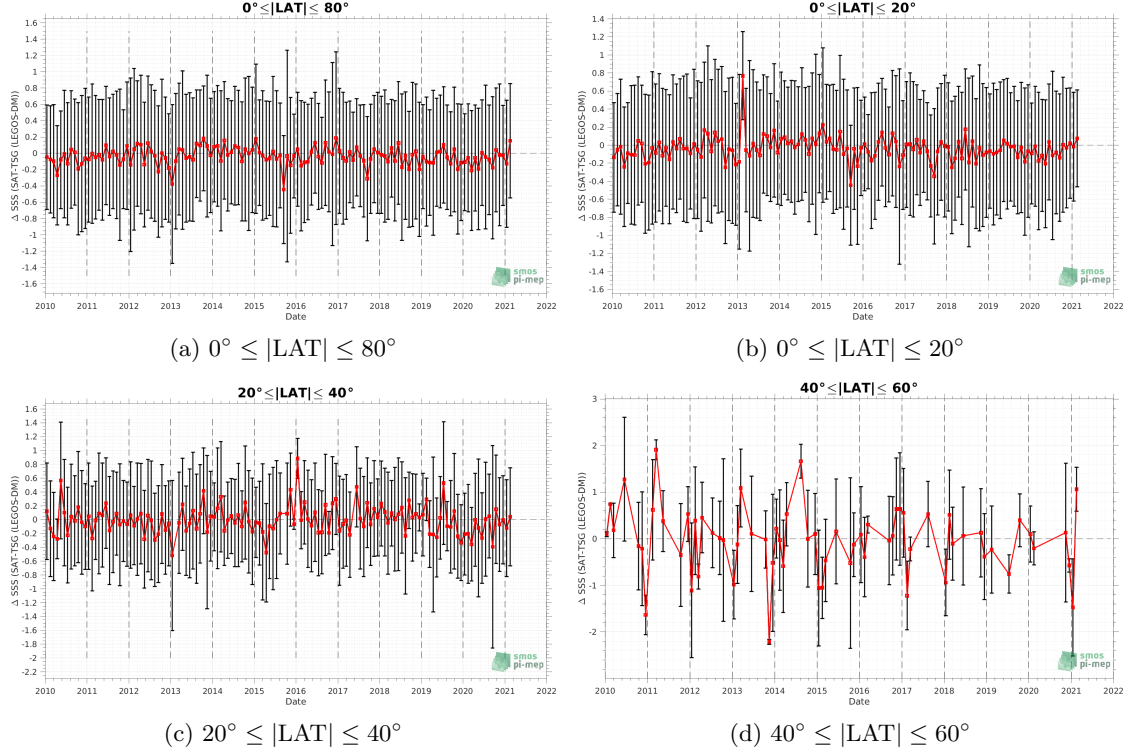 0°≤|LAT|≤ 80°
Δ SSS (SAT-TSG (LEGOS-DM))
1.6
1.4
1.2
1
0.8
0.6
0.4
0.2
0
-0.2
-0.4
-0.6
-0.8
-1
-1.2
-1.4
-1.6
2010 2011 2012 2013 2014 2015 2016 2017 2018 2019 2020 2021 2022
Date
smos
pi-mep
(a) 0° ≤ |LAT| ≤ 80°
0°≤|LAT|≤ 20°
Δ SSS (SAT-TSG (LEGOS-DM))
1.4
1.2
1
0.8
0.6
0.4
0.2
0
-0.2
-0.4
-0.6
-0.8
-1
-1.2
-1.4
-1.6
2010 2011 2012 2013 2014 2015 2016 2017 2018 2019 2020 2021 2022
Date
smos
pi-mep
(b) 0° ≤ |LAT| ≤ 20°
20°≤|LAT|≤ 40°
Δ SSS (SAT-TSG (LEGOS-DM))
1.6
1.4
1.2
1
0.8
0.6
0.4
0.2
0
-0.2
-0.4
-0.6
-0.8
-1
-1.2
-1.4
-1.6
-1.8
-2
-2.2
2010 2011 2012 2013 2014 2015 2016 2017 2018 2019 2020 2021 2022
Date
smos
pi-mep
(c) 20° ≤ |LAT| ≤ 40°
40°≤|LAT|≤ 60°
Δ SSS (SAT-TSG (LEGOS-DM))
3
2
1
0
-1
-2
2010 2011 2012 2013 2014 2015 2016 2017 2018 2019 2020 2021 2022
Date
smos
pi-mep
(d) 40° ≤ |LAT| ≤ 60°